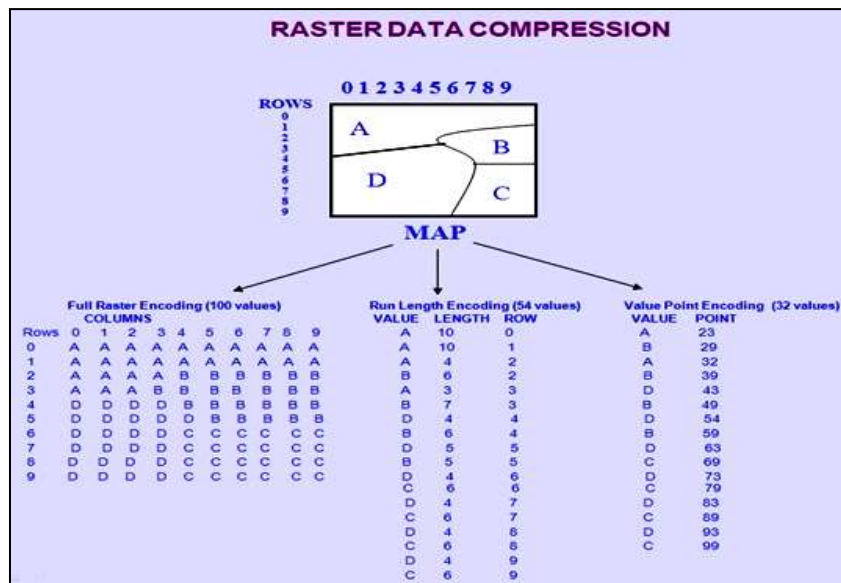 RASTER DATA COMPRESSION
0 1 2 3 4 5 6 7 8 9
ROWS
0
1
2
3
4
5
6
7
8
9
A
B
D
C
MAP
Full Raster Encoding (100 values)
COLUMNS
Rows 0 1 2 3 4 5 6 7 8 9
0 A A A A A A A A A A
1 A A A A A A A A A A
2 A A A A B B B B B B
3 A A A B B B B B B B
4 D D D D B B B B B B
5 D D D D D B B B B B
6 D D D D C C C C C C
7 D D D D C C C C C C
8 D D D D C C C C C C
9 D D D D C C C C C C
Run Length Encoding (54 values)
VALUE LENGTH ROW
A 10 0
A 10 1
A 4 2
B 6 2
A 3 3
B 7 3
D 4 4
B 6 4
D 5 5
B 5 5
D 4 6
C 6 6
D 4 7
C 6 7
D 4 8
C 6 8
D 4 9
C 6 9
Value Point Encoding (32 values)
VALUE POINT
A 23
B 29
A 32
B 39
D 43
B 49
D 54
B 59
D 63
C 69
D 73
C 79
D 83
C 89
D 93
C 99